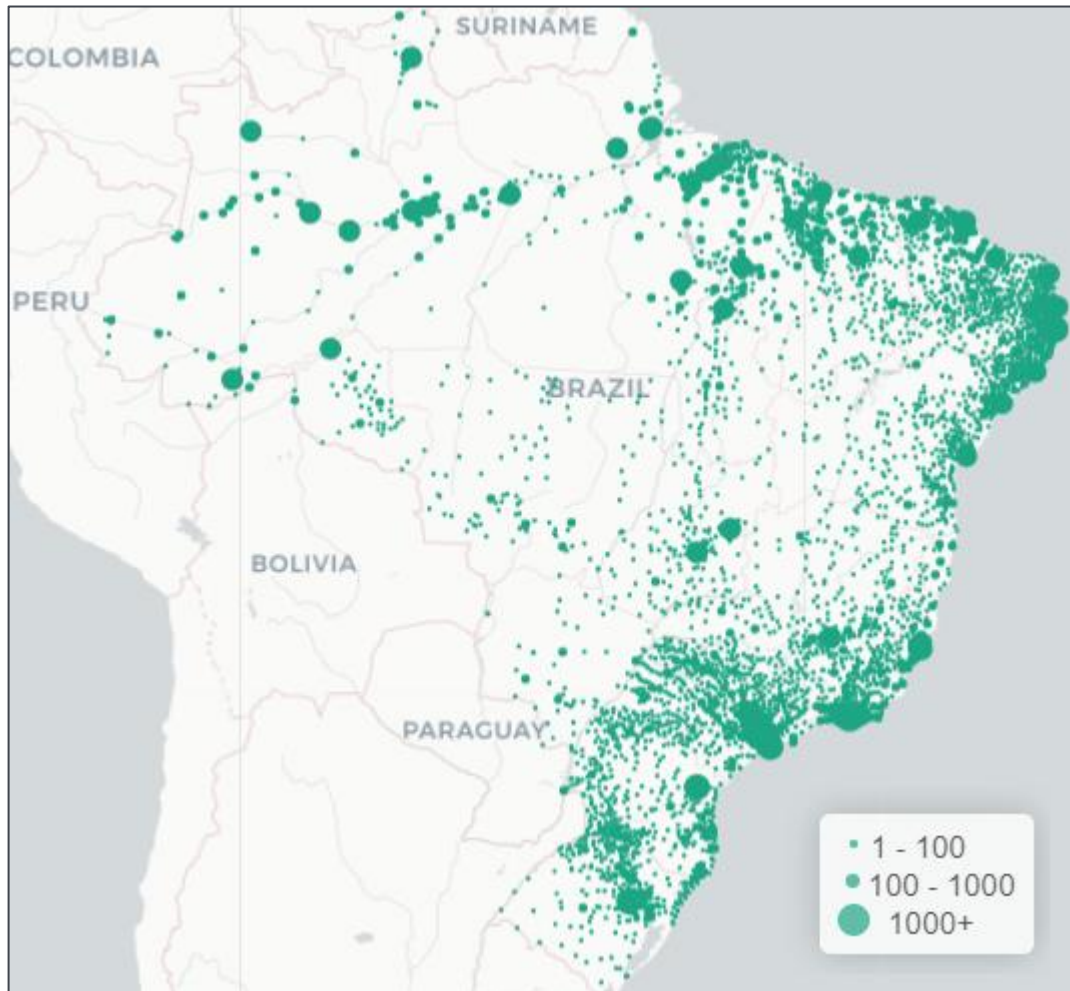 SURINAME
COLOMBIA
PERU
BRAZIL
BOLIVIA
PARAGUAY
1 - 100
100 - 1000
1000+